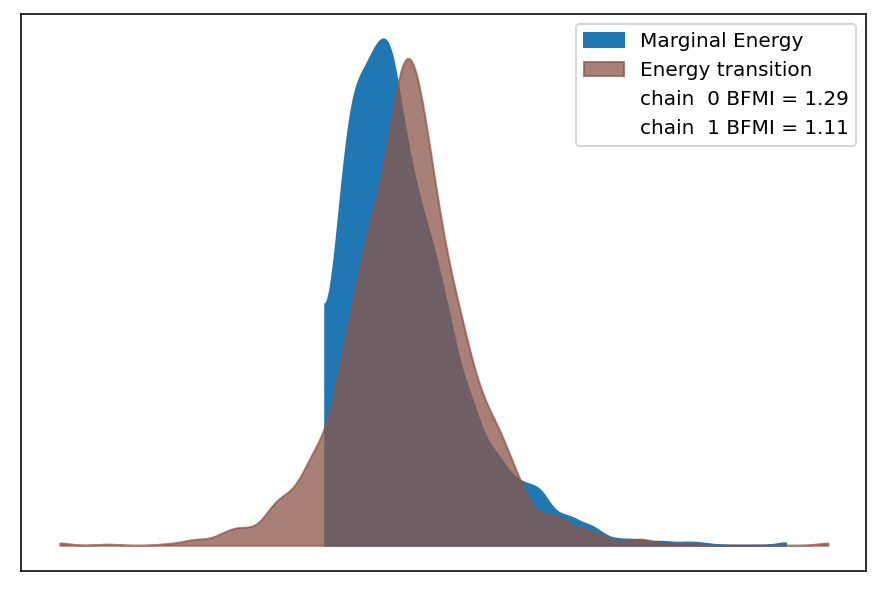 Marginal Energy
Energy transition
chain  0 BFMI = 1.29
chain  1 BFMI = 1.11